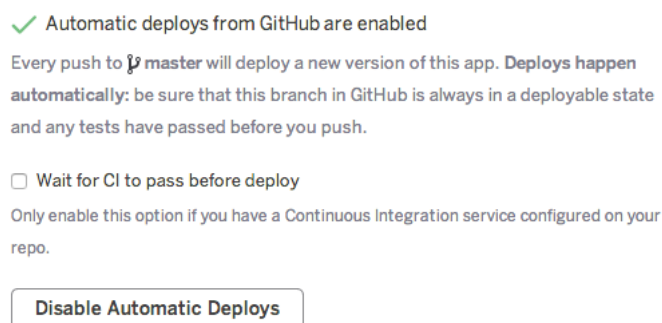 Automatic deploys from GitHub are enabled
Every push to master will deploy a new version of this app. Deploys happen
automatically: be sure that this branch in GitHub is always in a deployable state
and any tests have passed before you push.
Wait for CI to pass before deploy
Only enable this option if you have a Continuous Integration service configured on your
repo.
Disable Automatic Deploys